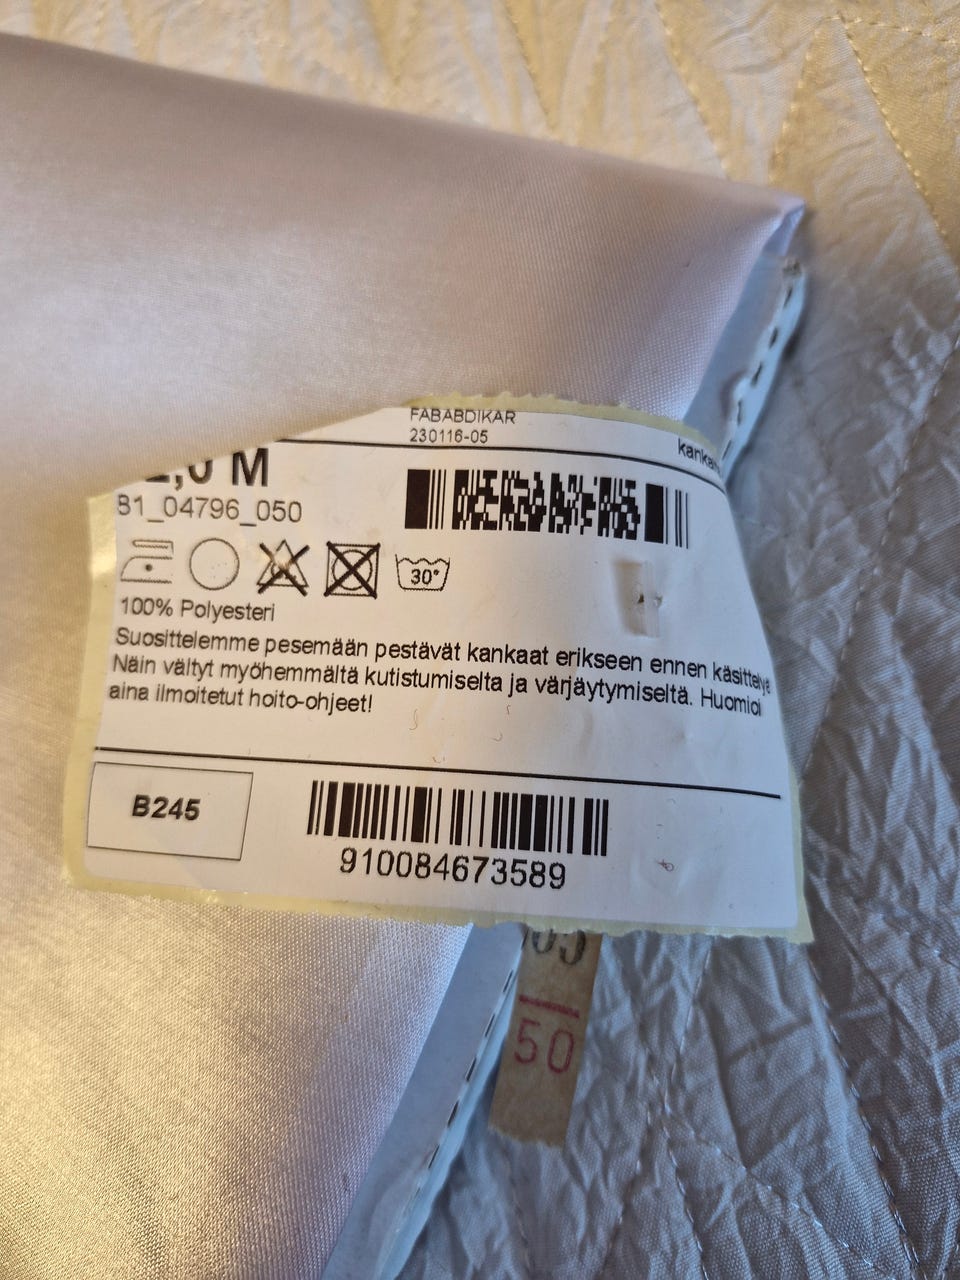 FABABDIKAR
230116-05
,0 M
B1_04796_050
30°
100% Polyesteri
Suosittelemme pesemään pestävät kankaat erikseen ennen käsittelyä
Näin vältyt myöhemmältä kutistumiselta ja värjäytymiseltä. Huomioi
aina ilmoitetut hoito-ohjeet!
B245
910084673589
50